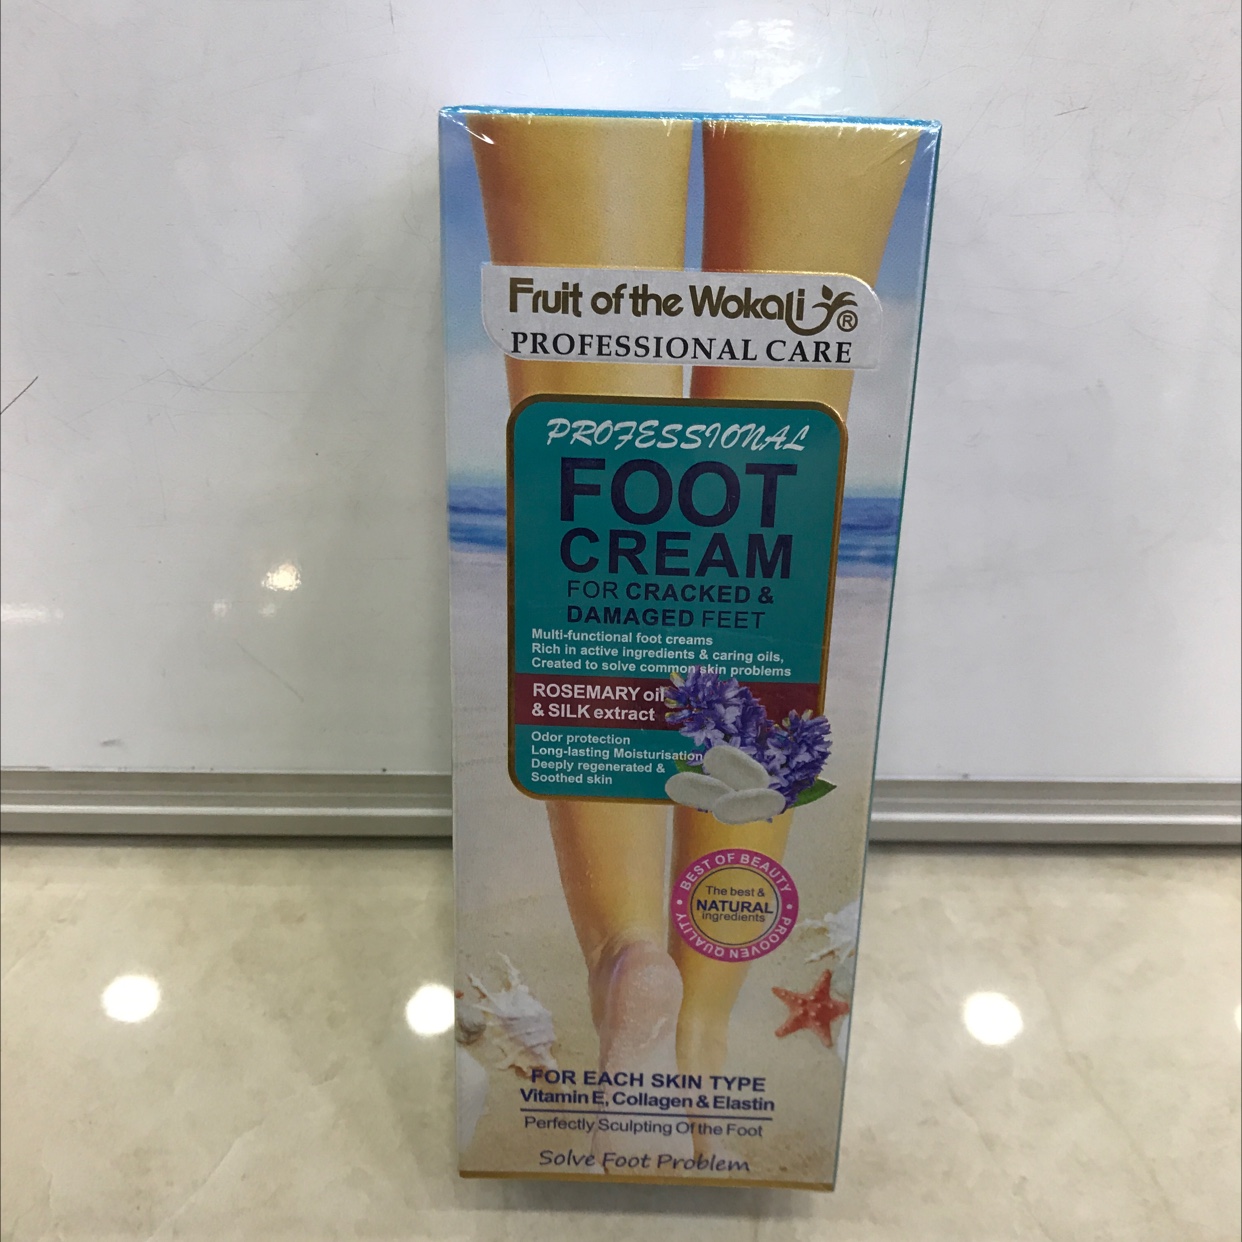 Fruit of the Wokali ®
PROFESSIONAL CARE
PROFESSIONAL
FOOT
CREAM
FOR CRACKED &
DAMAGED FEET
Multi-functional foot creams
Rich in active ingredients & caring oils,
Created to solve common skin problems
ROSEMARY oil
& SILK extract
Odor protection
Long-lasting Moisturisation
Deeply regenerated &
Soothed skin
BEST OF BEAUTY
The best &
NATURAL
ingredients
PROOVEN QUALITY
FOR EACH SKIN TYPE
Vitamin E, Collagen & Elastin
Perfectly Sculpting Of the Foot
Solve Foot Problem